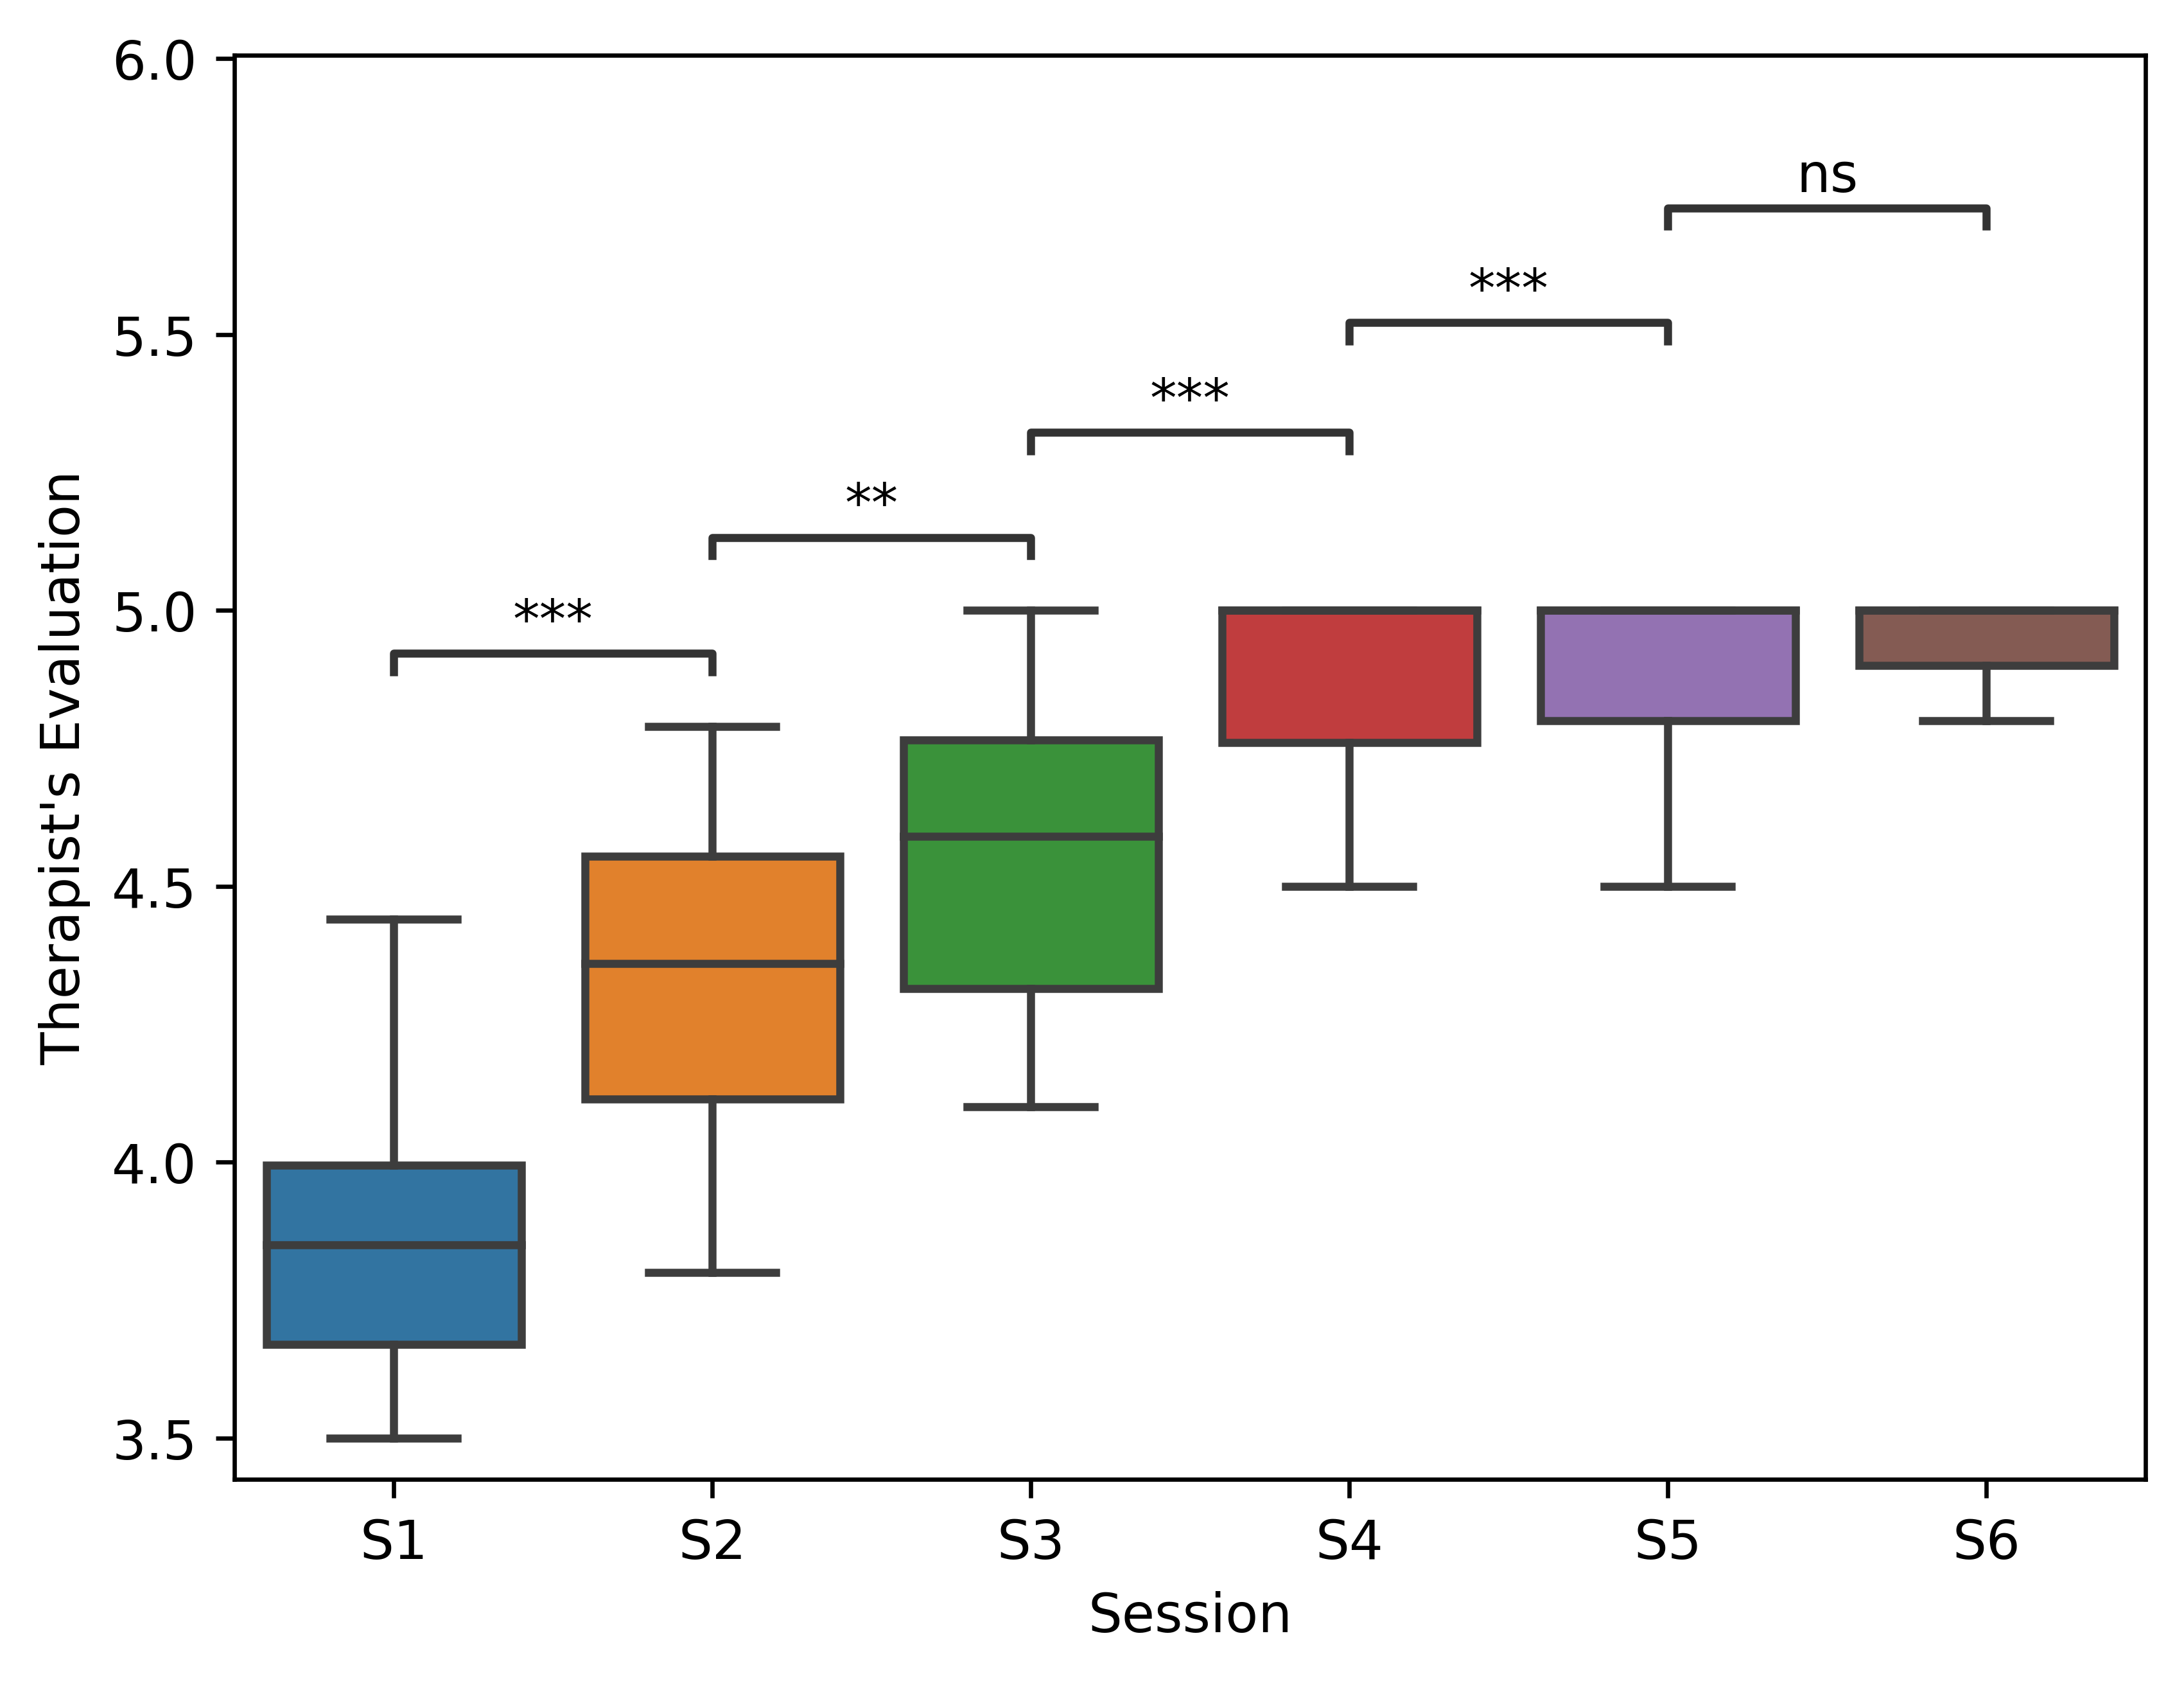 6.0
5.5
5.0
4.5
4.0
3.5
Therapist's Evaluation
***
**
***
***
ns
S1 S2 S3 S4 S5 S6
Session